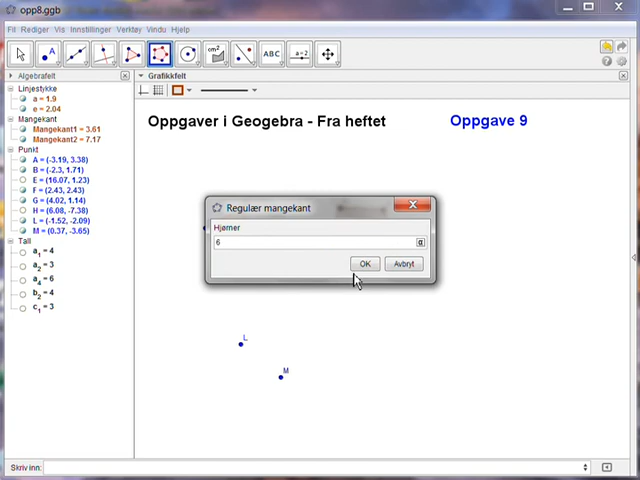 opp8.ggb
Fil Rediger Vis Innstillinger Verktøy Vindu Hjelp
A
cm²
ABC
a=2
Algebrafelt
Grafikkfelt
Linjestykke
a = 1.9
e = 2.04
Mangekant
Mangekant1 = 3.61
Mangekant2 = 7.17
Punkt
A = (-3.19, 3.38)
B = (-2.3, 1.71)
E = (16.07, 1.23)
F = (2.43, 2.43)
G = (4.02, 1.14)
H = (6.08, -7.38)
L = (-1.52, -2.09)
M = (0.37, -3.65)
Tall
a₁ = 4
a₂ = 3
a₄ = 6
b₂ = 4
c₁ = 3
Oppgaver i Geogebra - Fra heftet
Oppgave 9
Regulær mangekant
Hjørner
6
α
OK
Avbryt
L
M
Skriv inn: